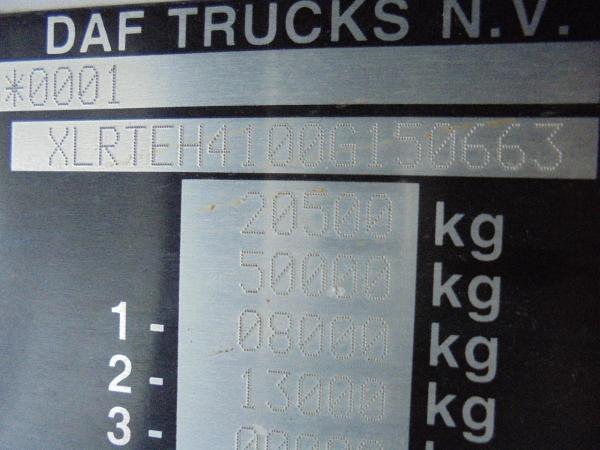 DAF TRUCKS N.V.
*0001
XLRTEH4100G150663
20500 kg
50000 kg
1 - 08000 kg
2 - 13000 kg
3 -